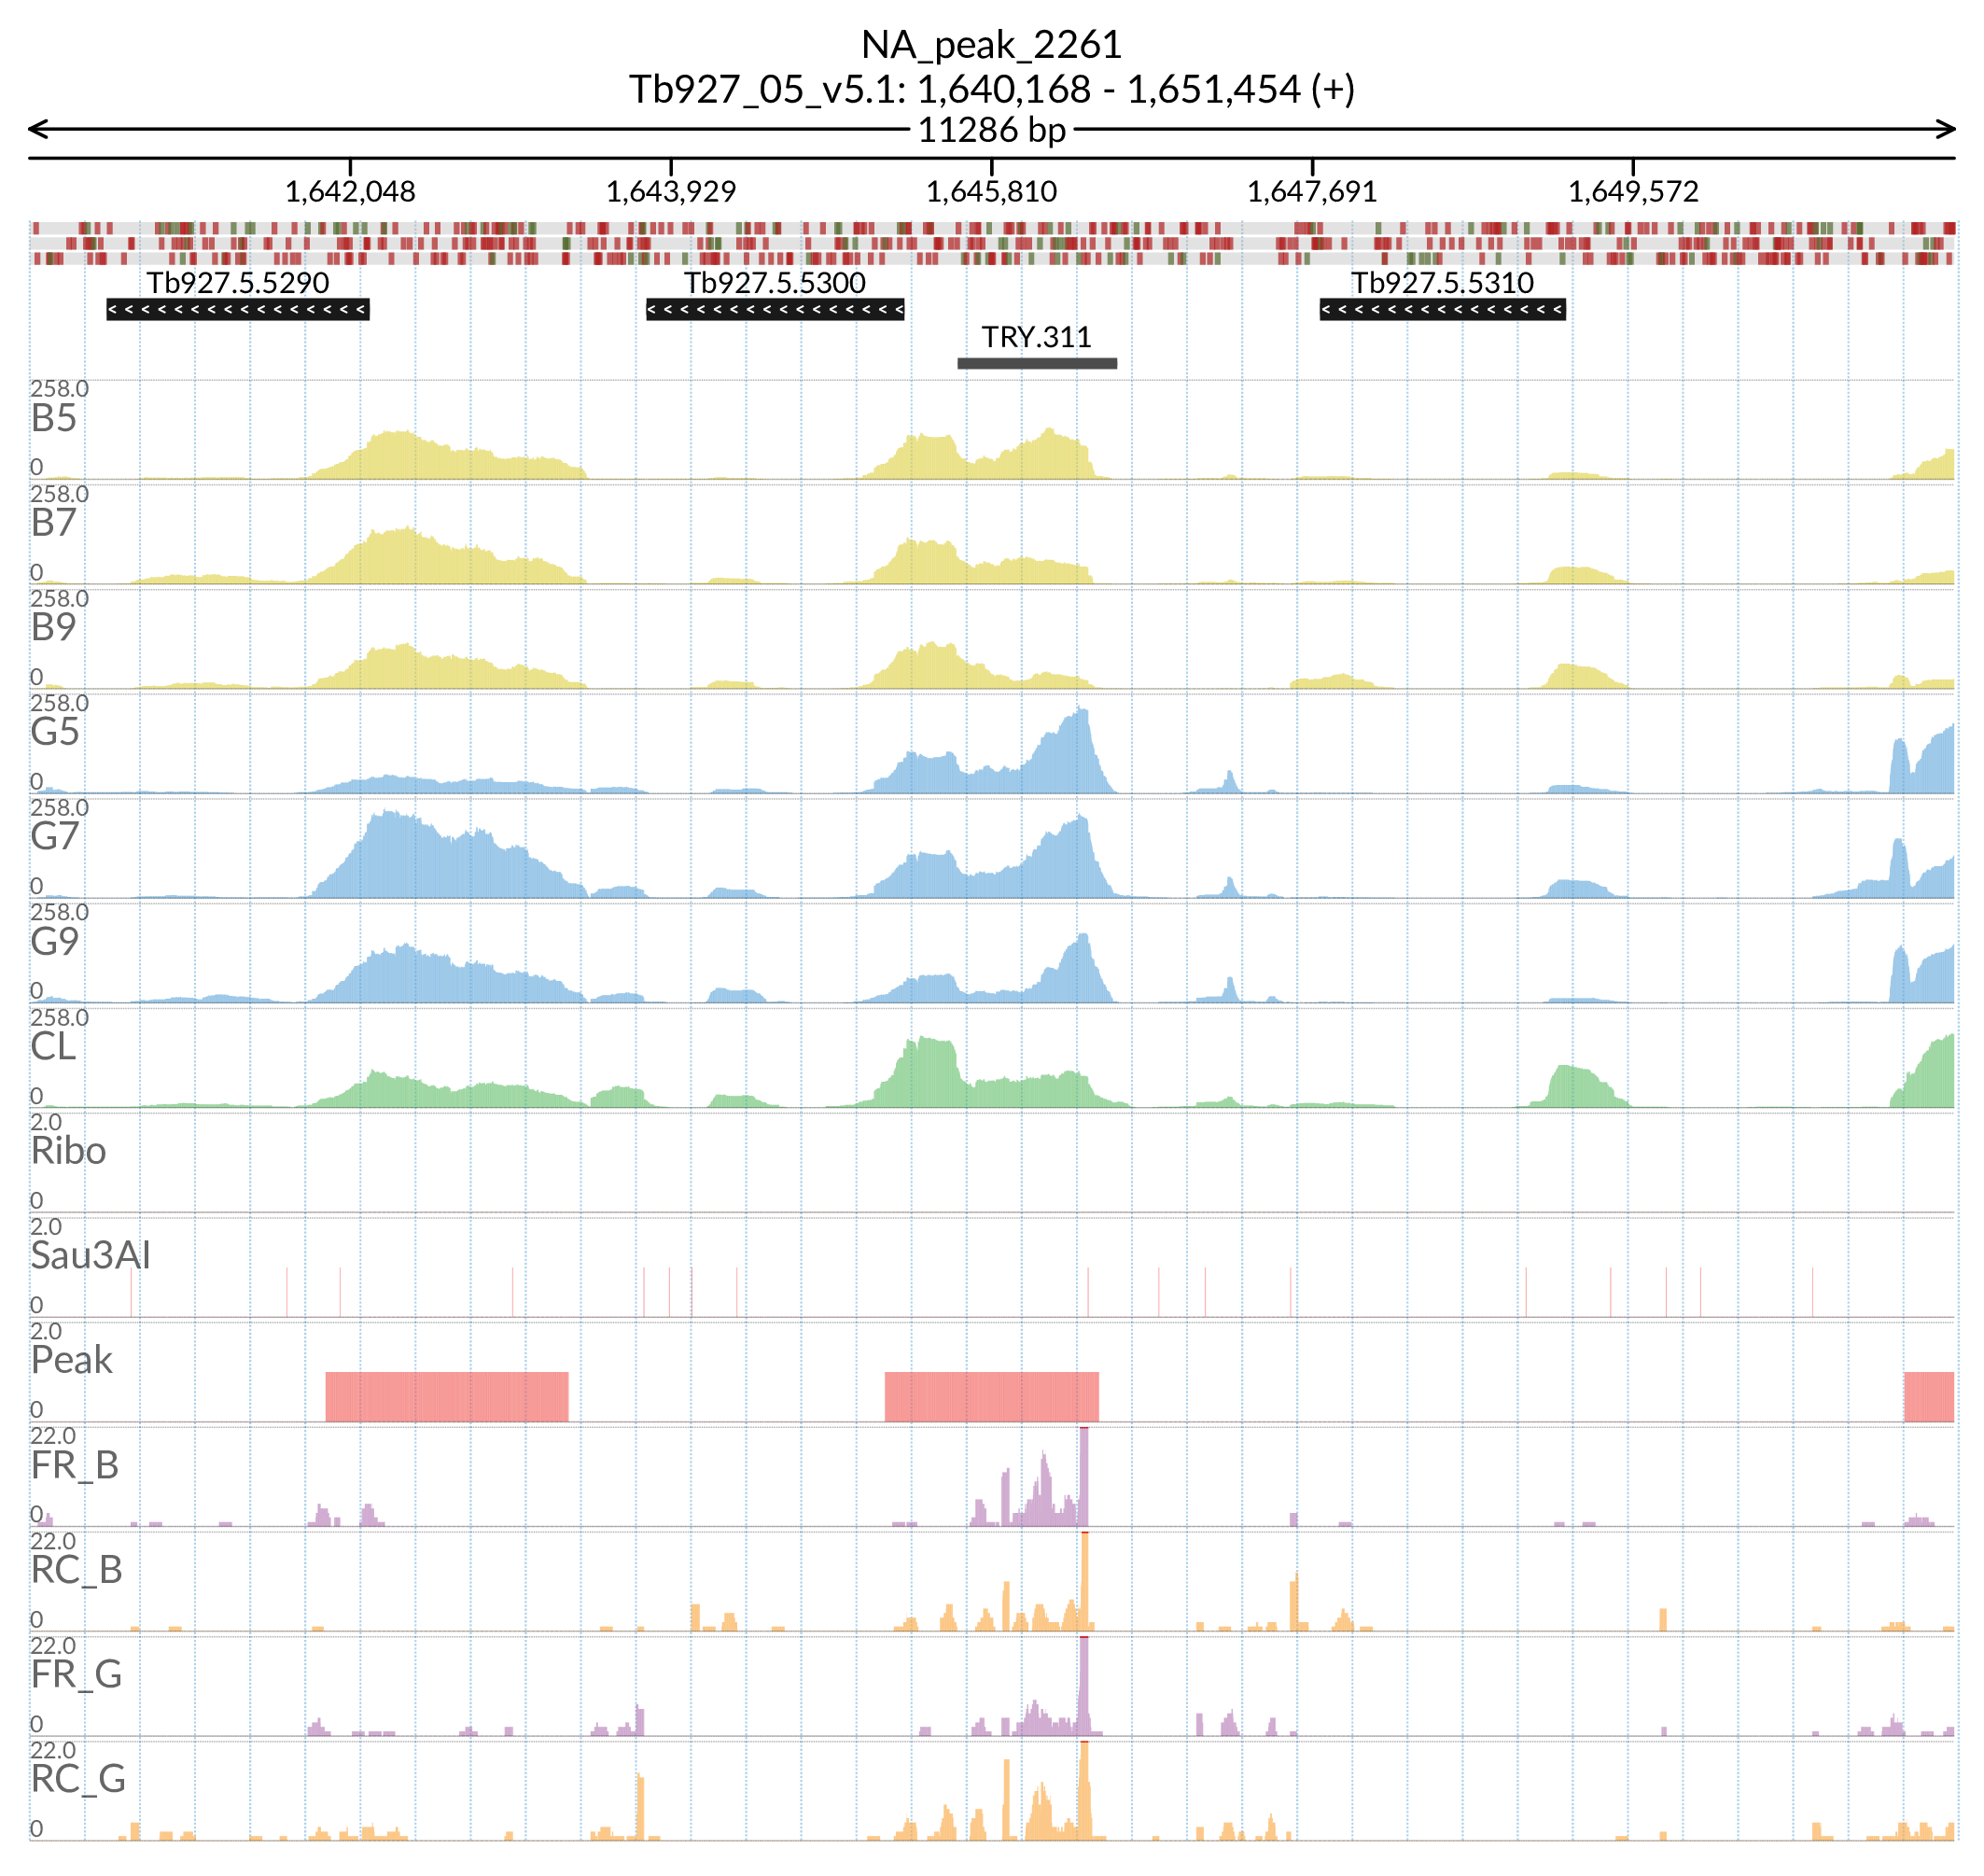 NA_peak_2261
Tb927_05_v5.1: 1,640,168 - 1,651,454 (+)
11286 bp
1,642,048 1,643,929 1,645,810 1,647,691 1,649,572
Tb927.5.5290 Tb927.5.5300 Tb927.5.5310
TRY.311
258.0
B5
0
258.0
B7
0
258.0
B9
0
258.0
G5
0
258.0
G7
0
258.0
G9
0
258.0
CL
0
2.0
Ribo
0
2.0
Sau3AI
0
2.0
Peak
0
22.0
FR_B
0
22.0
RC_B
0
22.0
FR_G
0
22.0
RC_G
0